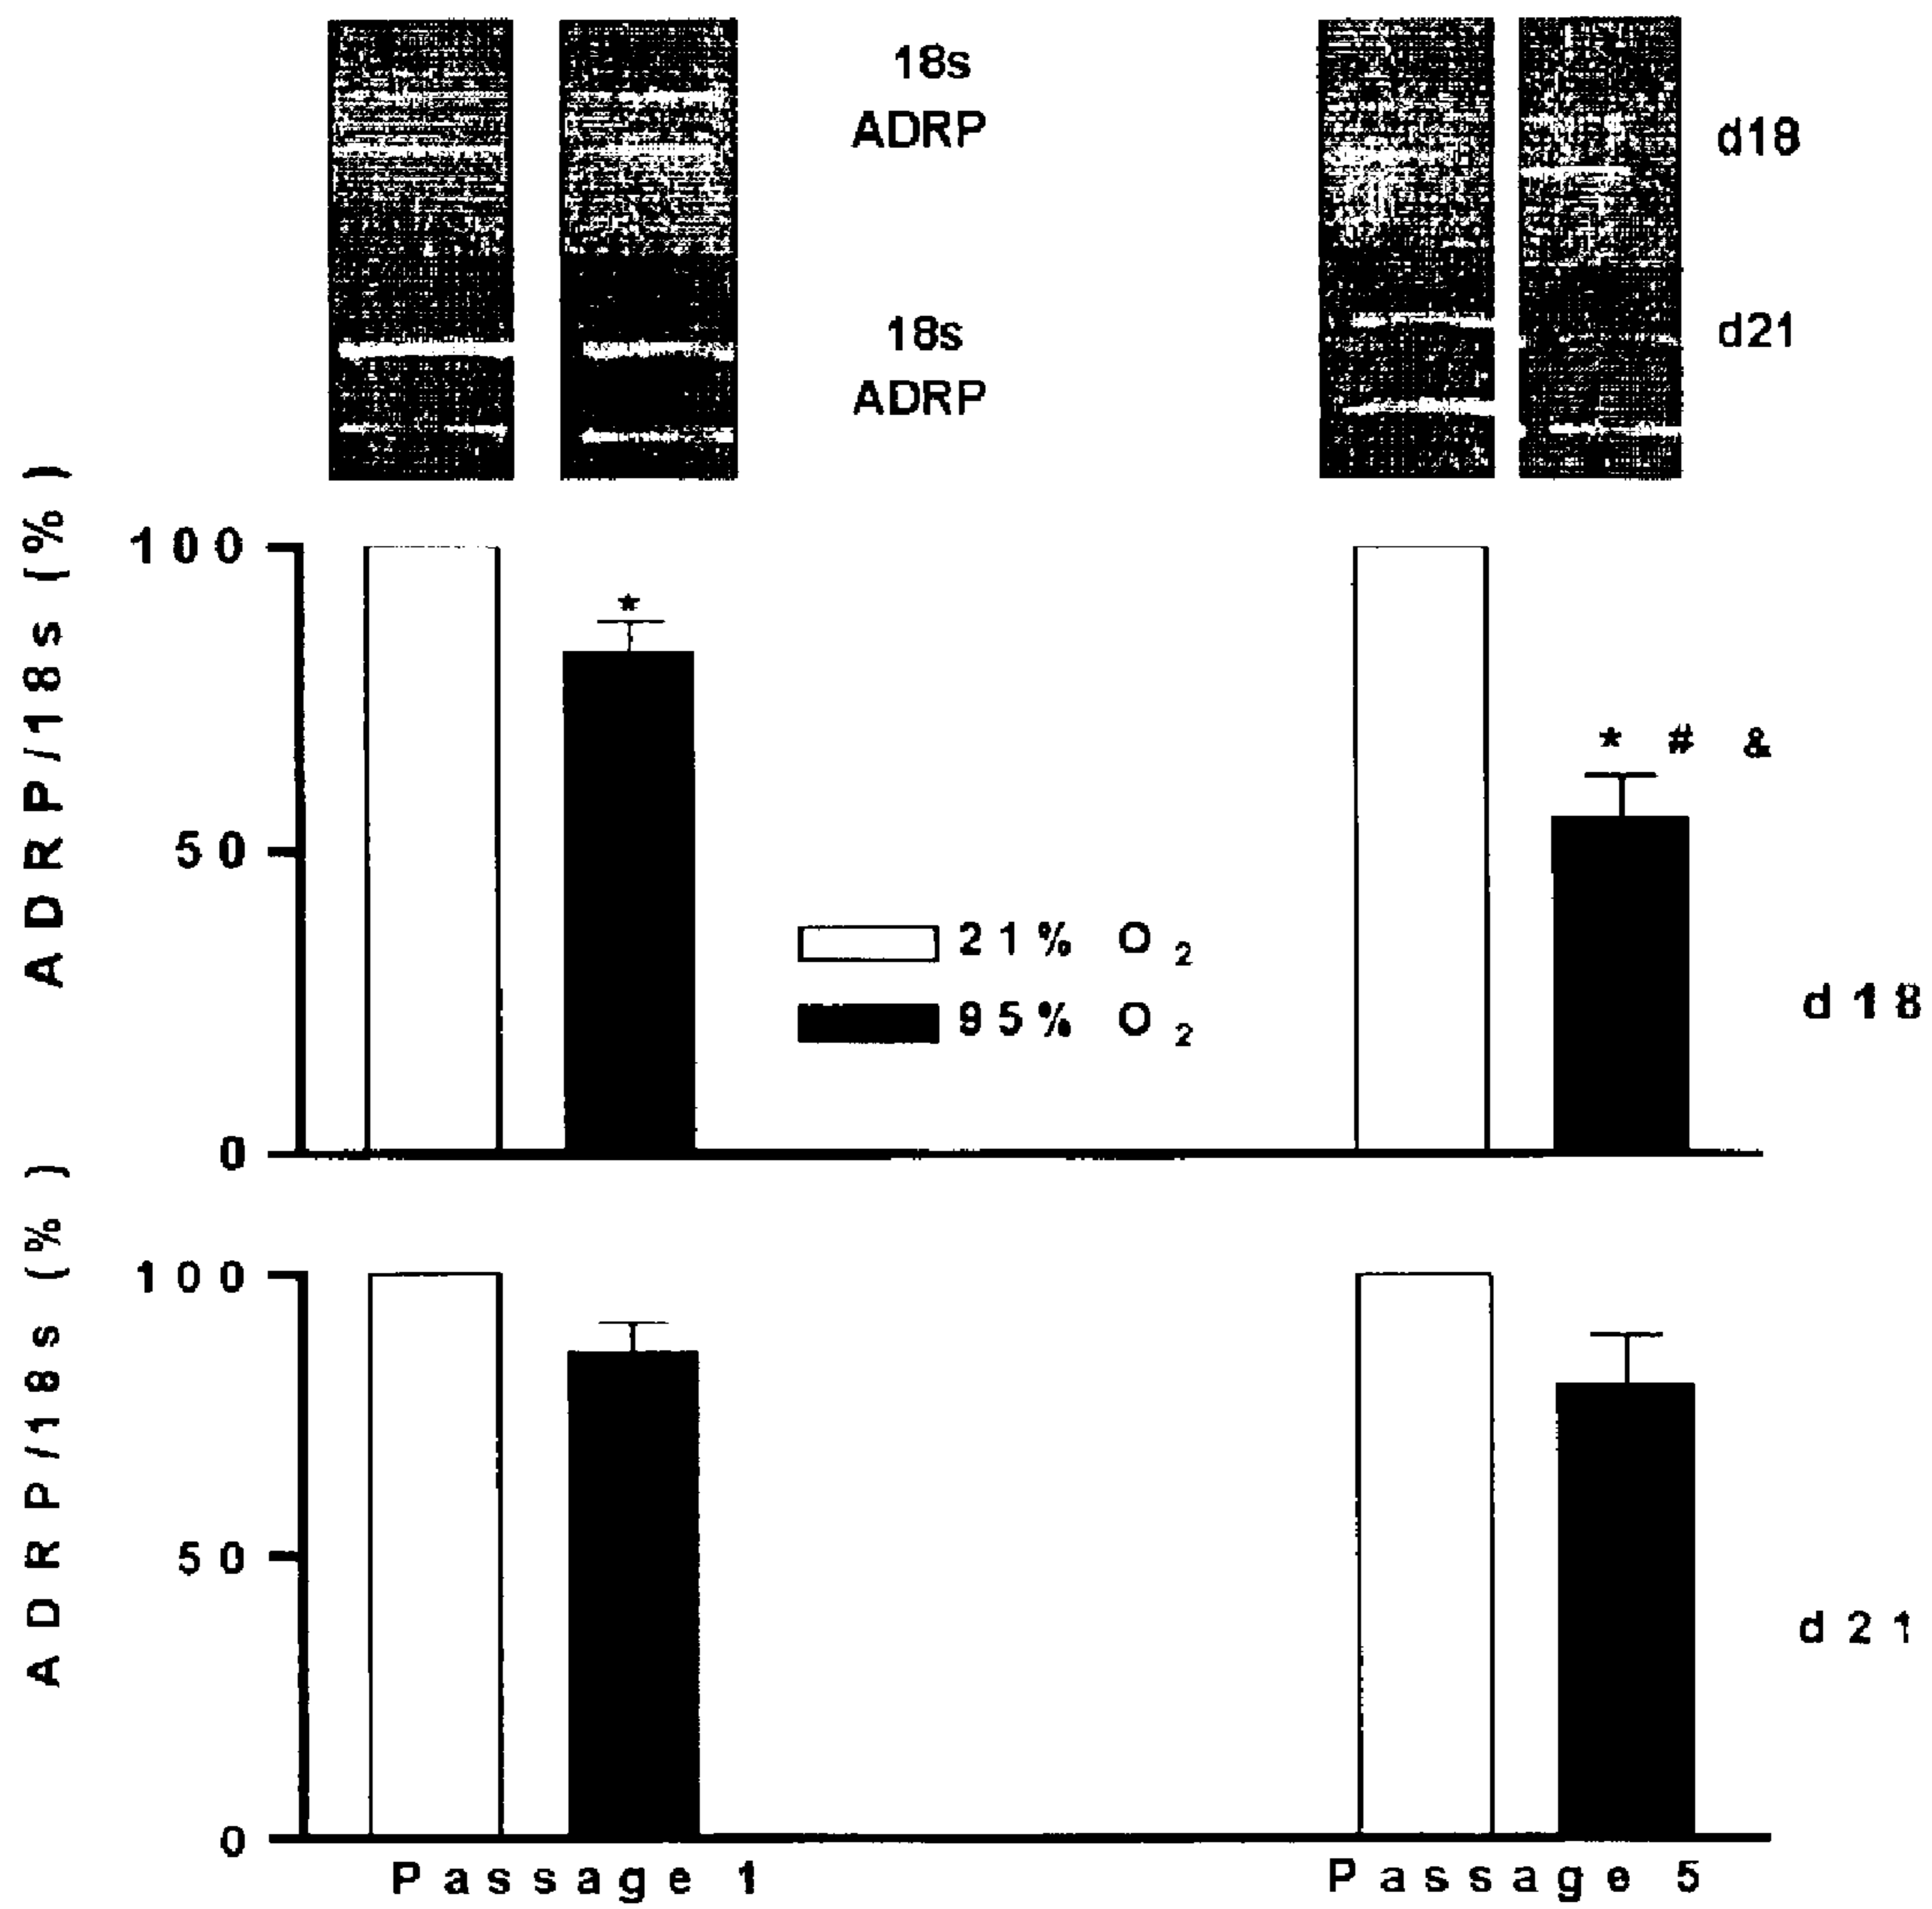 18s
ADRP
d18
18s
ADRP
d21
ADRP/18s (%)
100
*
* # &
50
21% O2
95% O2
d18
0
ADRP/18s (%)
100
50
d21
0
Passage 1
Passage 5